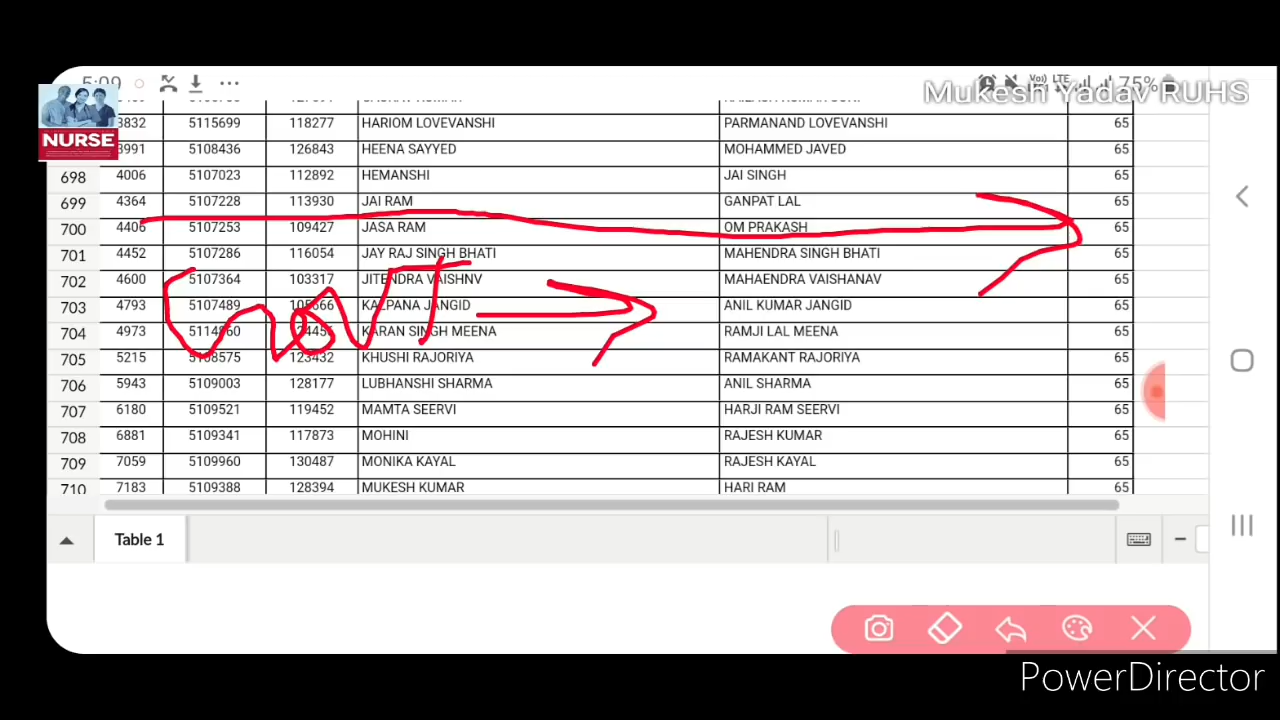 5:09 ... Vo) LTE 75%
Mukesh Yadav RUHS
NURSE
3832 5115699 118277 HARIOM LOVEVANSHI PARMANAND LOVEVANSHI 65
3991 5108436 126843 HEENA SAYYED MOHAMMED JAVED 65
698 4006 5107023 112892 HEMANSHI JAI SINGH 65
699 4364 5107228 113930 JAI RAM GANPAT LAL 65
700 4406 5107253 109427 JASA RAM OM PRAKASH 65
701 4452 5107286 116054 JAY RAJ SINGH BHATI MAHENDRA SINGH BHATI 65
702 4600 5107364 103317 JITENDRA VAISHNV MAHAENDRA VAISHANAV 65
703 4793 5107489 KALPANA JANGID ANIL KUMAR JANGID 65
704 4973 KARAN SINGH MEENA RAMJI LAL MEENA 65
705 5215 5108575 123432 KHUSHI RAJORIYA RAMAKANT RAJORIYA 65
706 5943 5109003 128177 LUBHANSHI SHARMA ANIL SHARMA 65
707 6180 5109521 119452 MAMTA SEERVI HARJI RAM SEERVI 65
708 6881 5109341 117873 MOHINI RAJESH KUMAR 65
709 7059 5109960 130487 MONIKA KAYAL RAJESH KAYAL 65
710 7183 5109388 128394 MUKESH KUMAR HARI RAM 65
Table 1
PowerDirector